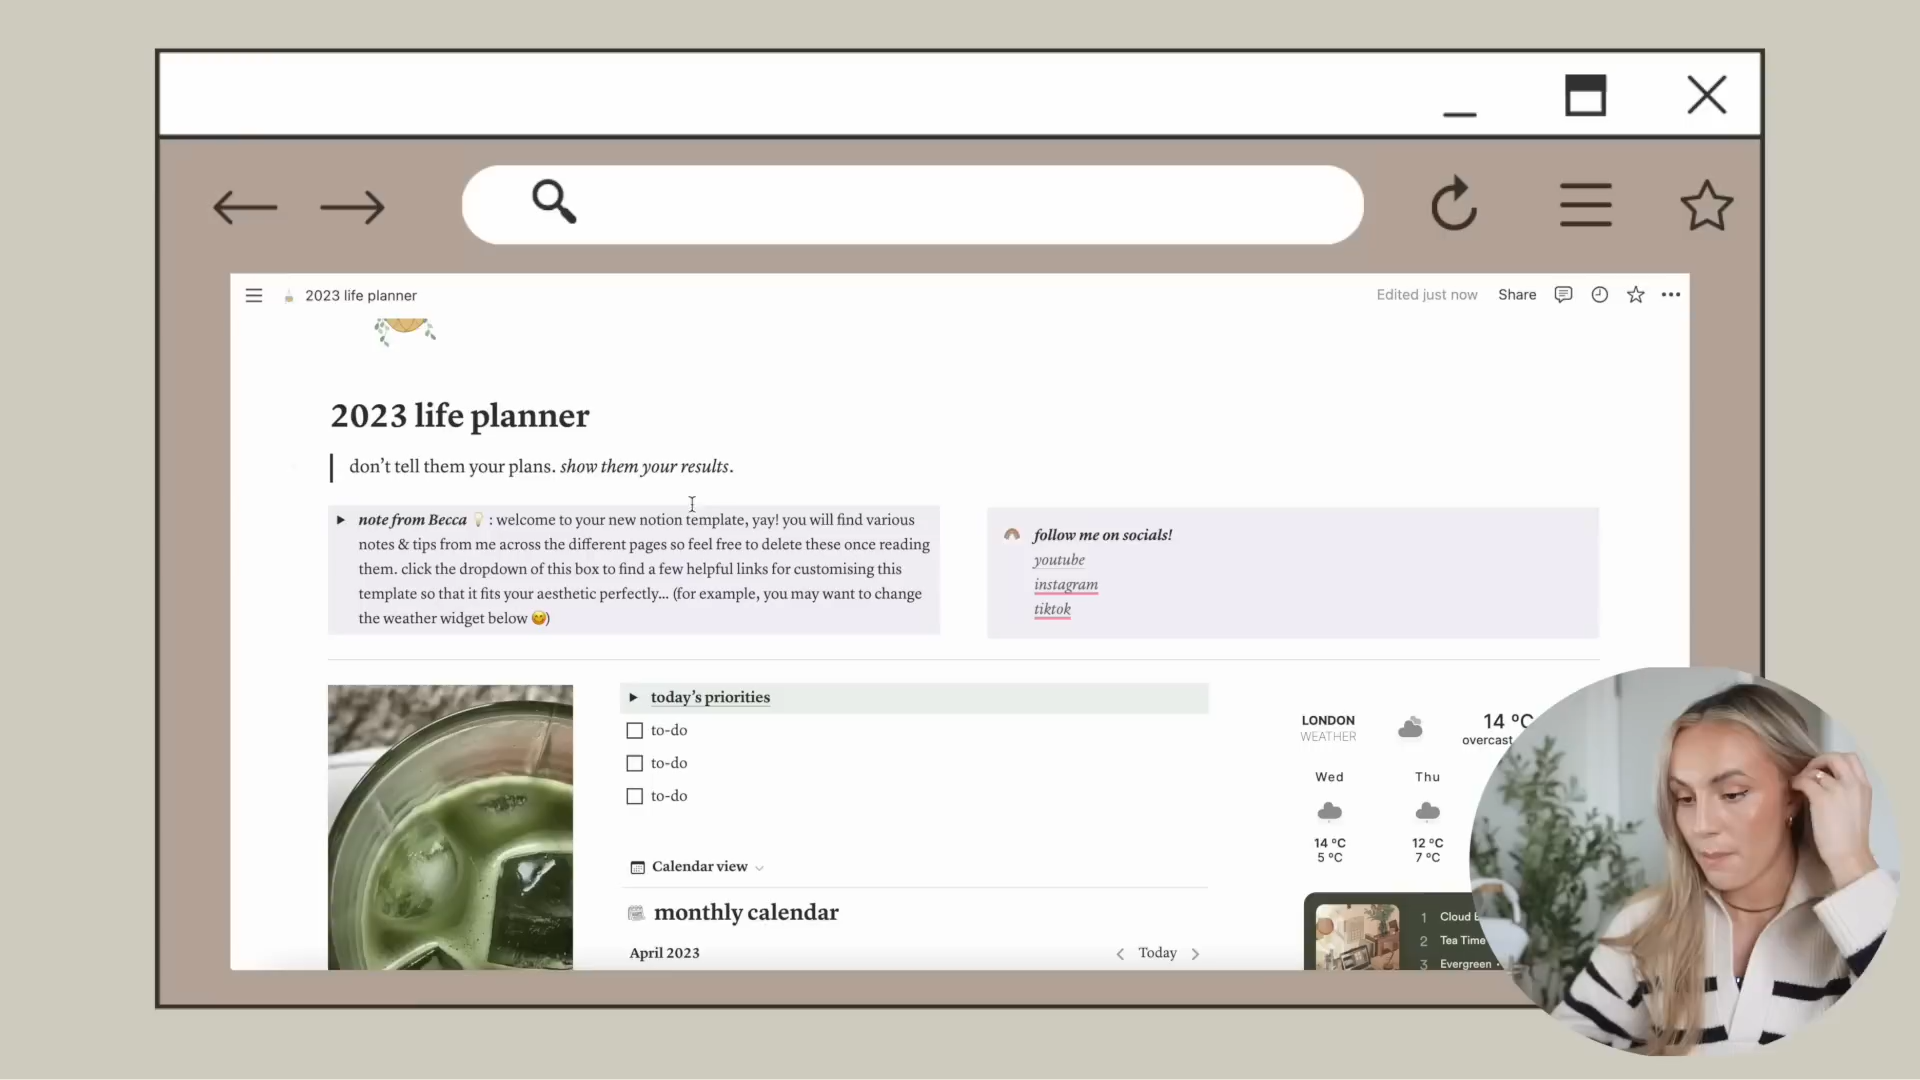 2023 life planner
Edited just now
Share
2023 life planner
don’t tell them your plans. show them your results.
note from Becca 💡 : welcome to your new notion template, yay! you will find various
notes & tips from me across the different pages so feel free to delete these once reading
them. click the dropdown of this box to find a few helpful links for customising this
template so that it fits your aesthetic perfectly... (for example, you may want to change
the weather widget below 😋)
follow me on socials!
youtube
instagram
tiktok
today’s priorities
to-do
to-do
to-do
Calendar view
monthly calendar
April 2023
Today
LONDON
WEATHER
14 ºC
overcast
Wed
Thu
14 ºC
5 ºC
12 ºC
7 ºC
1 Cloud
2 Tea Time
3 Evergreen